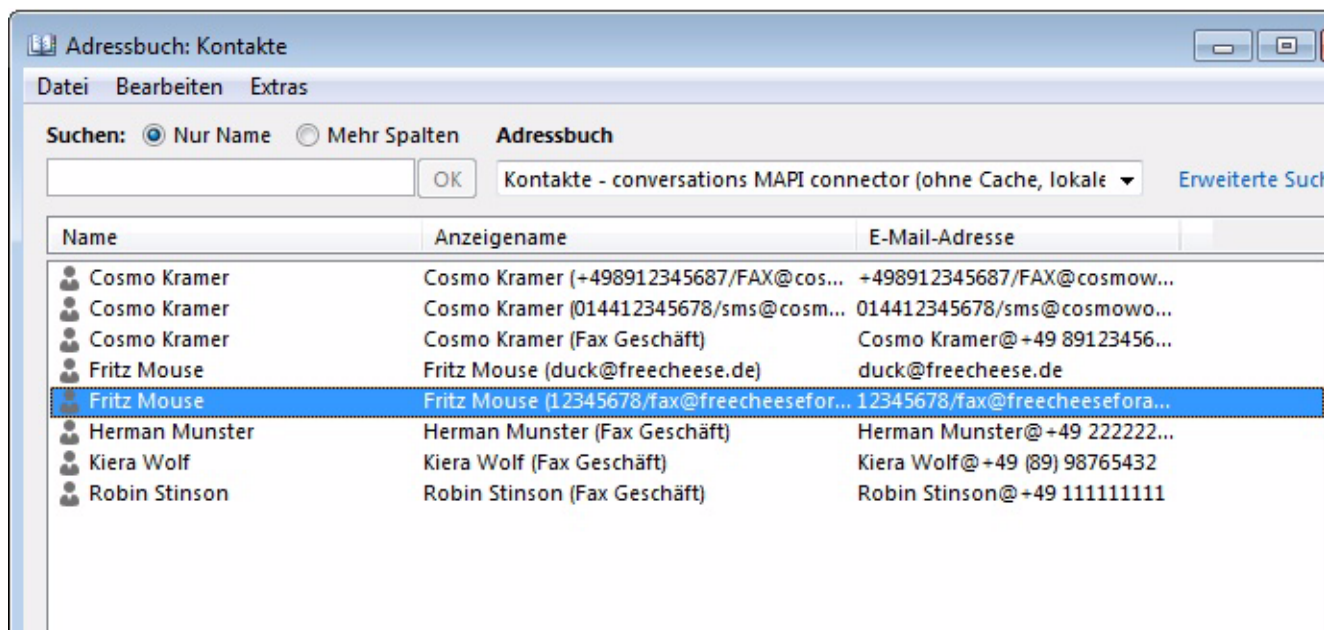 Adressbuch: Kontakte
Datei Bearbeiten Extras
Suchen: Nur Name Mehr Spalten Adressbuch
OK Kontakte - conversations MAPI connector (ohne Cache, lokale Erweiterte Such
Name Anzeigename E-Mail-Adresse
Cosmo Kramer Cosmo Kramer (+498912345687/FAX@cos... +498912345687/FAX@cosmow...
Cosmo Kramer Cosmo Kramer (014412345678/sms@cosm... 014412345678/sms@cosmowo...
Cosmo Kramer Cosmo Kramer (Fax Geschäft) Cosmo Kramer@+49 89123456...
Fritz Mouse Fritz Mouse (duck@freecheese.de) duck@freecheese.de
Fritz Mouse Fritz Mouse (12345678/fax@freecheesefor... 12345678/fax@freecheesefora...
Herman Munster Herman Munster (Fax Geschäft) Herman Munster@+49 222222...
Kiera Wolf Kiera Wolf (Fax Geschäft) Kiera Wolf@+49 (89) 98765432
Robin Stinson Robin Stinson (Fax Geschäft) Robin Stinson@+49 111111111